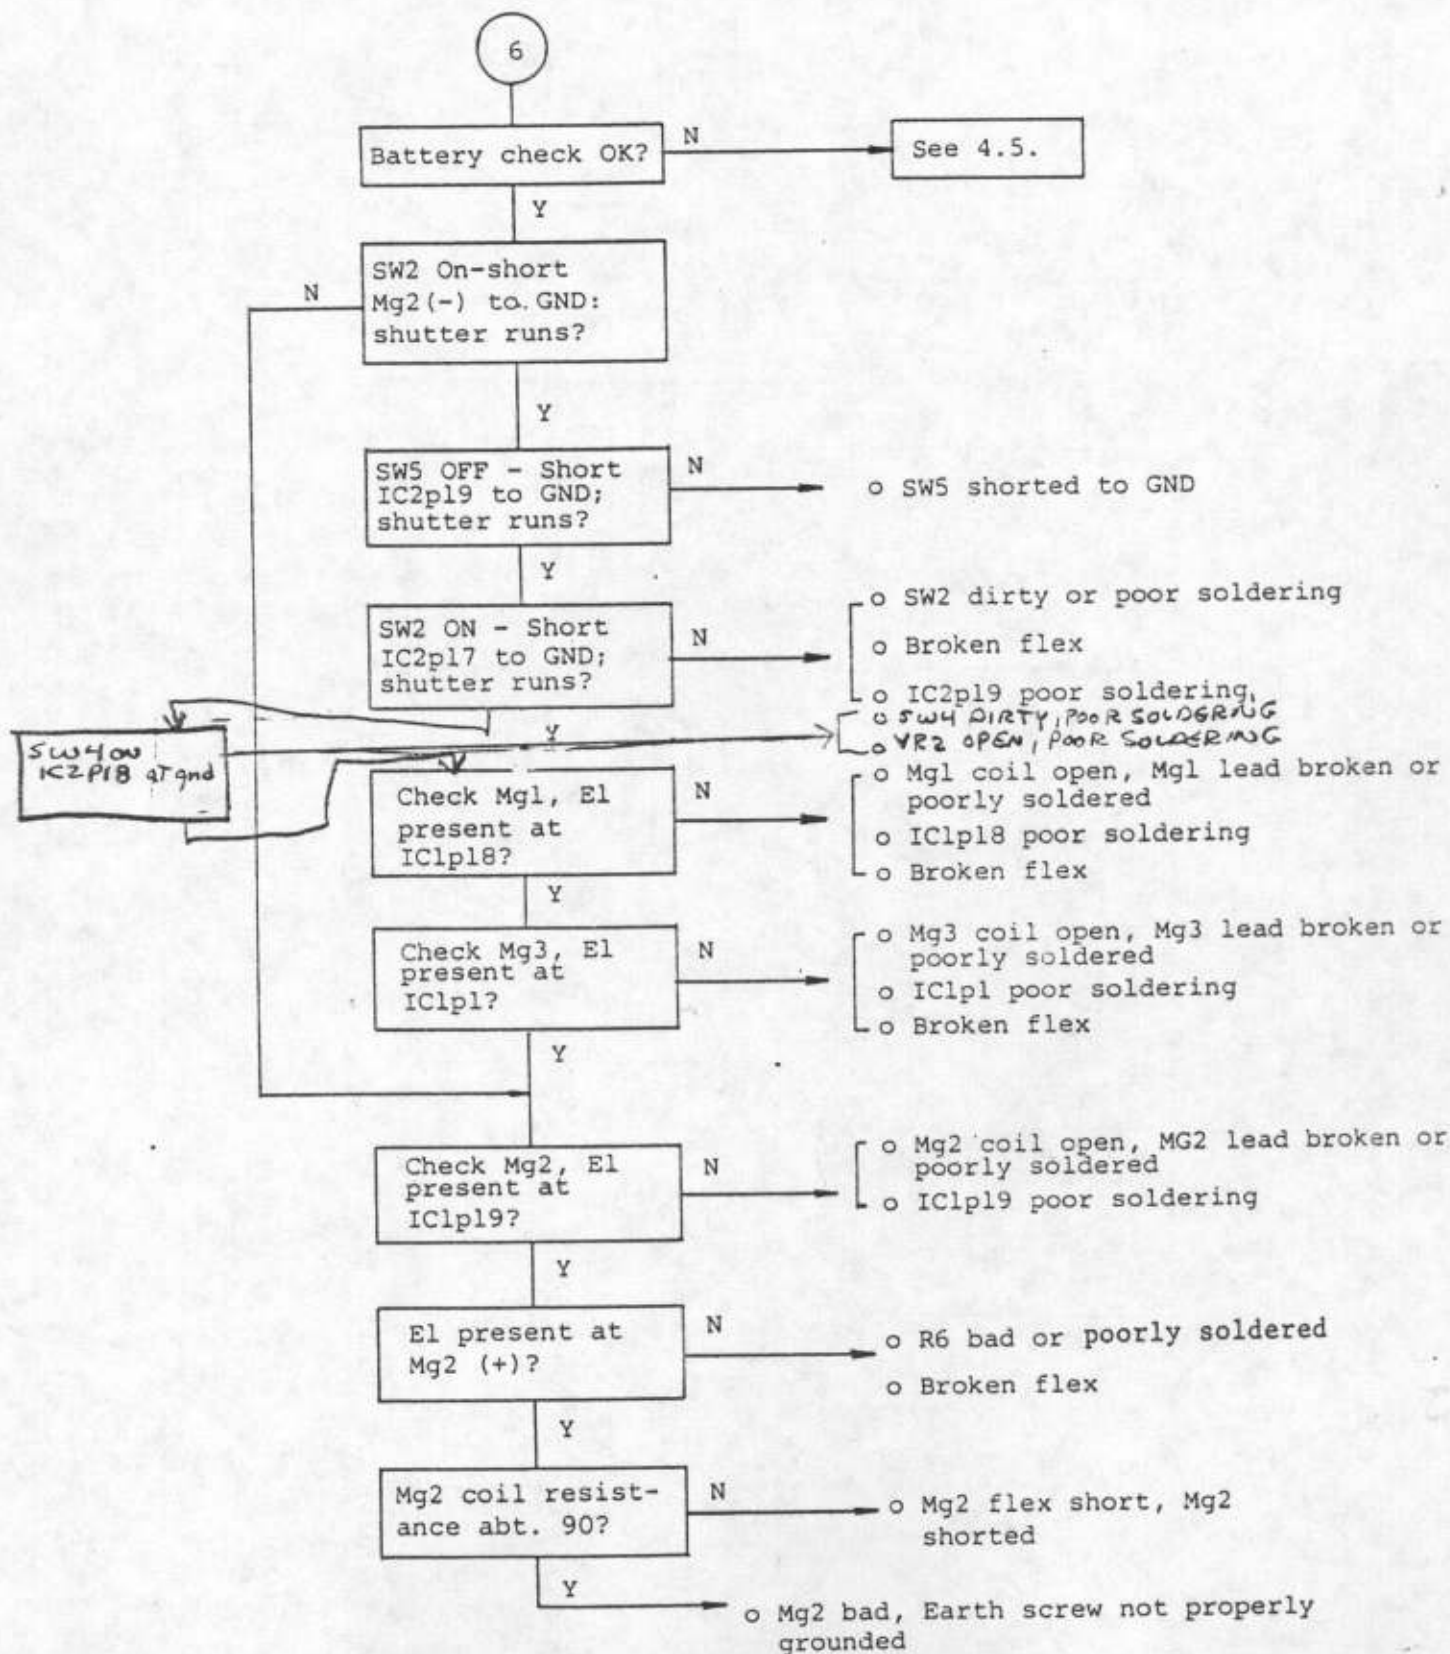 6
Battery check OK?
N
See 4.5.
Y
SW2 On-short
Mg2(-) to GND:
shutter runs?
N
Y
SW5 OFF - Short
IC2p19 to GND;
shutter runs?
N
o SW5 shorted to GND
Y
SW2 ON - Short
IC2p17 to GND;
shutter runs?
N
o SW2 dirty or poor soldering
o Broken flex
o IC2p19 poor soldering,
Y
SW4 ON
IC2P18 at gnd
o SW4 DIRTY, POOR SOLDERING
o VR2 OPEN, POOR SOLDERING
Check Mg1, E1
present at
IC1p18?
N
o Mg1 coil open, Mg1 lead broken or
poorly soldered
o IC1p18 poor soldering
o Broken flex
Y
Check Mg3, E1
present at
IC1p1?
N
o Mg3 coil open, Mg3 lead broken or
poorly soldered
o IC1p1 poor soldering
o Broken flex
Y
Check Mg2, E1
present at
IC1p19?
N
o Mg2 coil open, MG2 lead broken or
poorly soldered
o IC1p19 poor soldering
Y
E1 present at
Mg2 (+)?
N
o R6 bad or poorly soldered
o Broken flex
Y
Mg2 coil resist-
ance abt. 90?
N
o Mg2 flex short, Mg2
shorted
Y
o Mg2 bad, Earth screw not properly
grounded